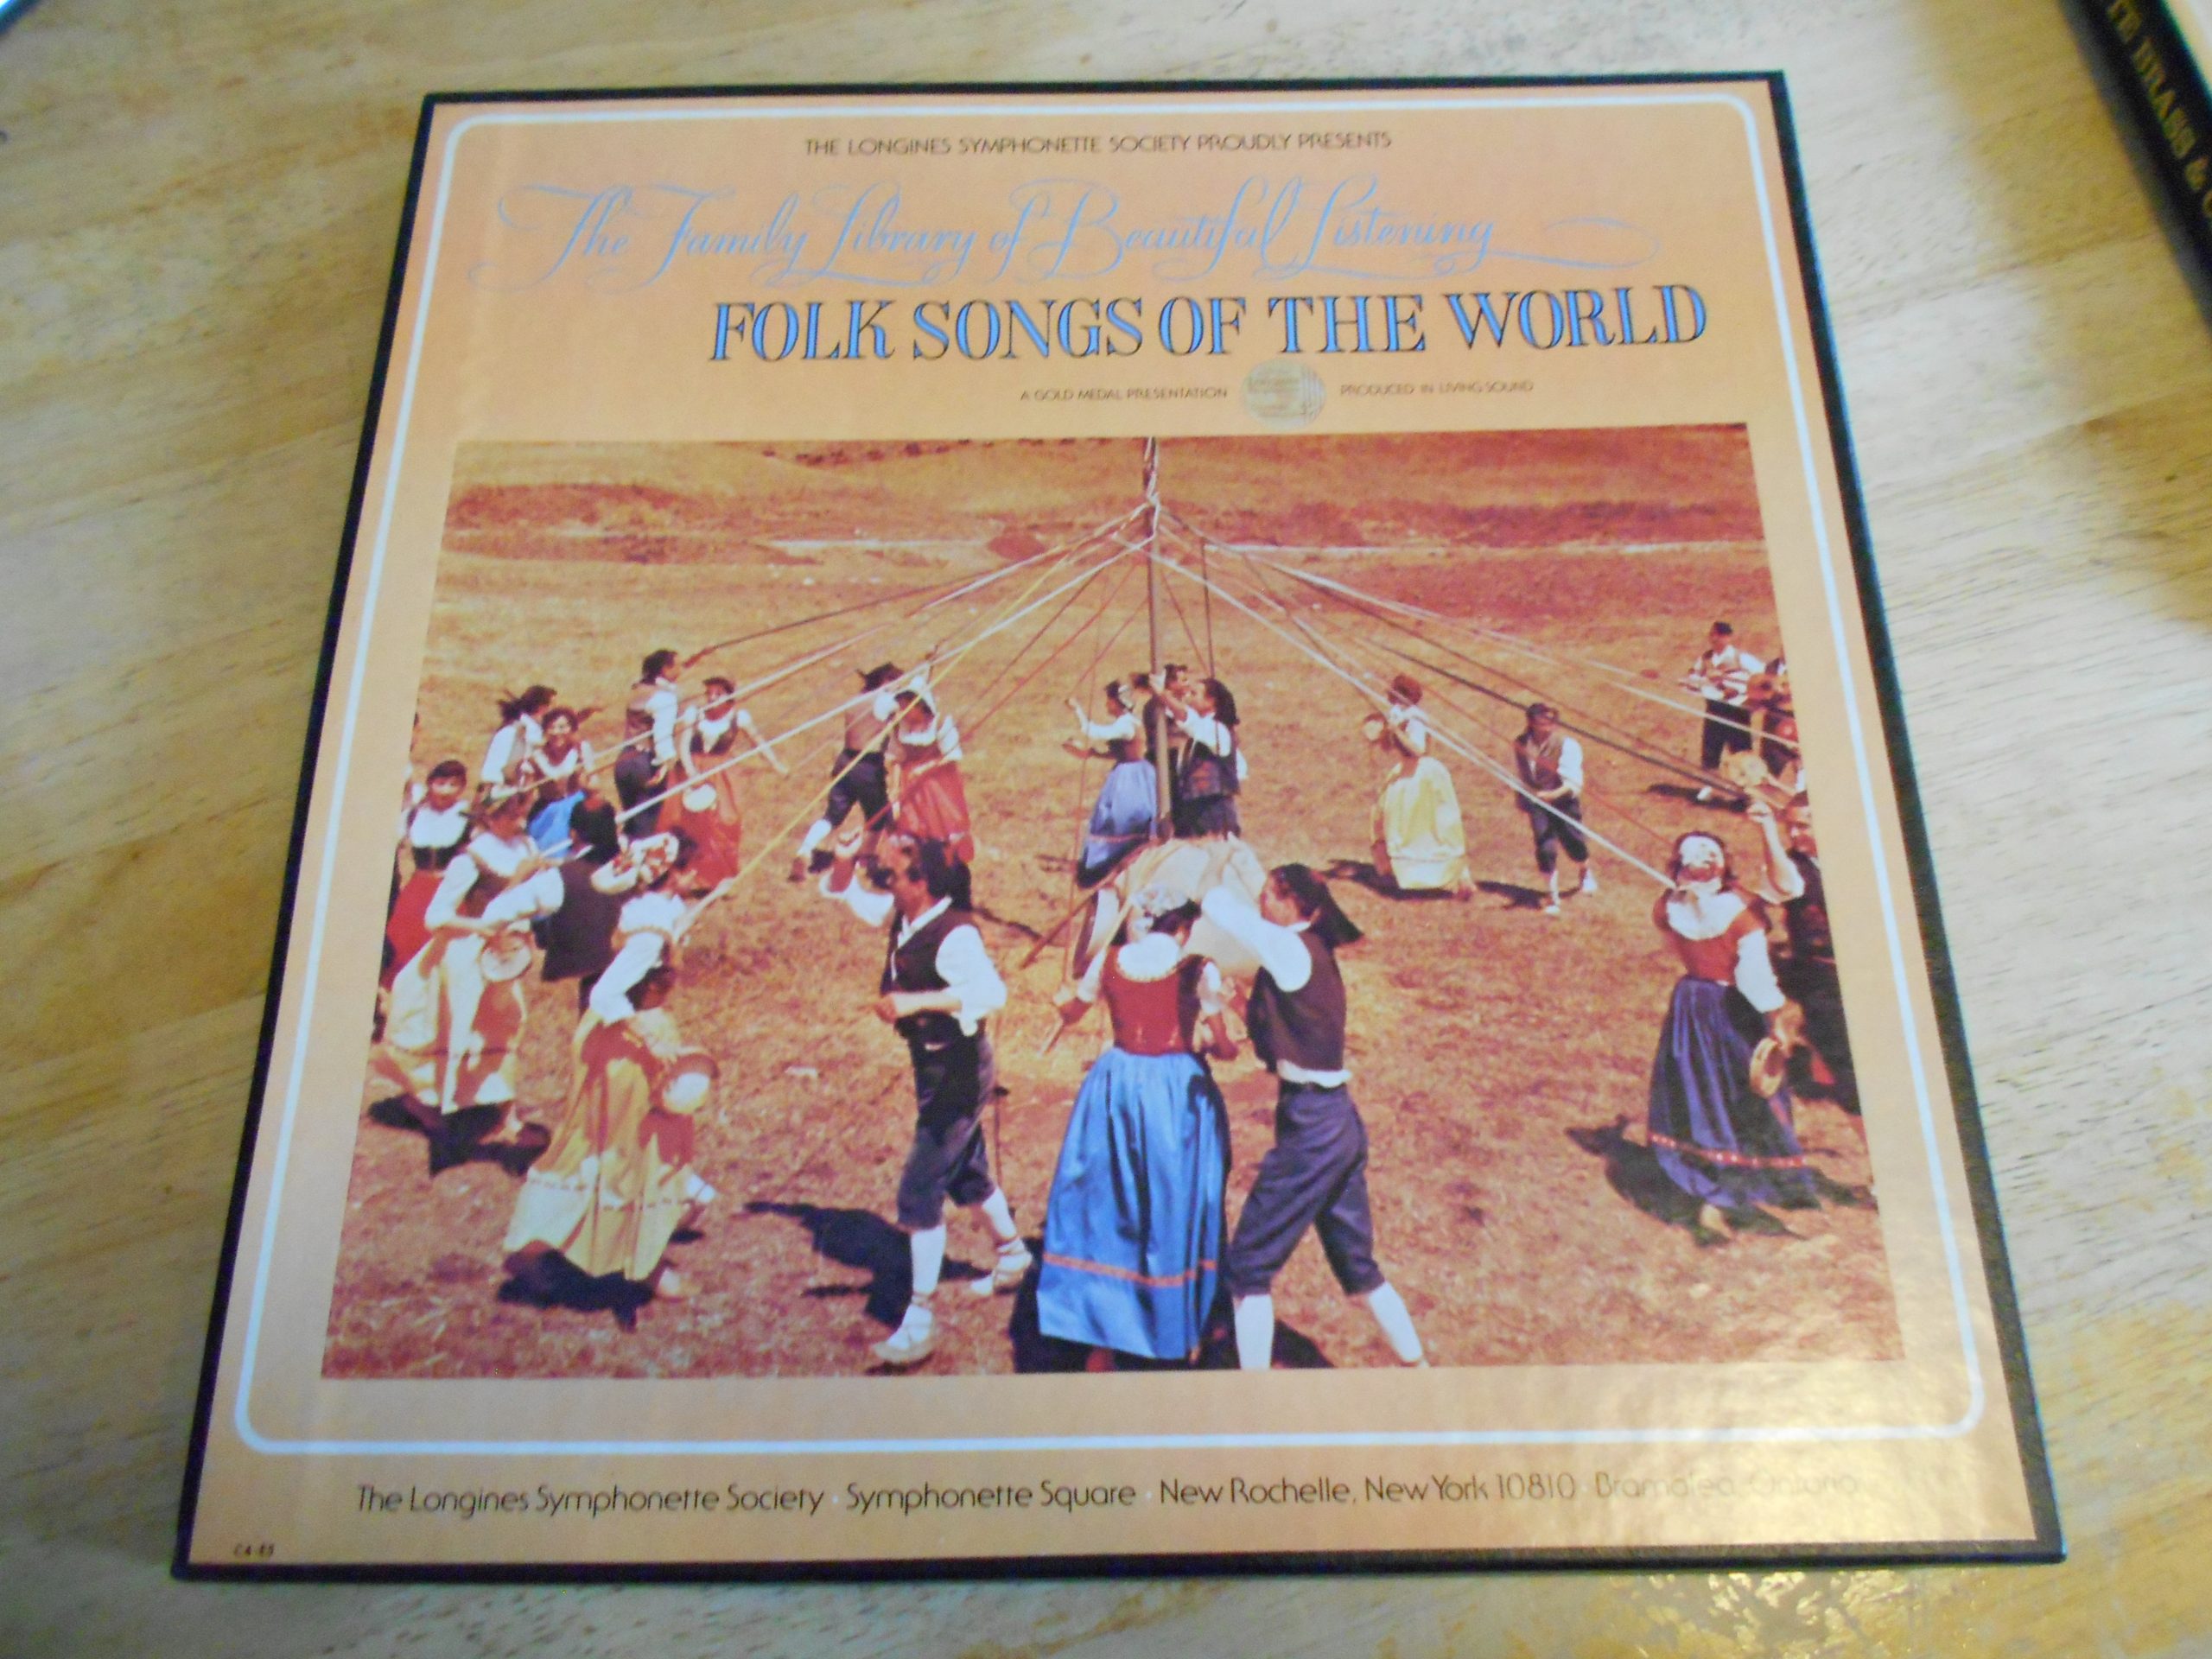 THE LONGINES SYMPHONETTE SOCIETY PROUDLY PRESENTS
The Family Library of Beautiful Listening
FOLK SONGS OF THE WORLD
A GOLD MEDAL PRESENTATION PRODUCED IN LIVING SOUND
The Longines Symphonette Society · Symphonette Square · New Rochelle, New York 10810 · Bramalea Ontario
BRASS &